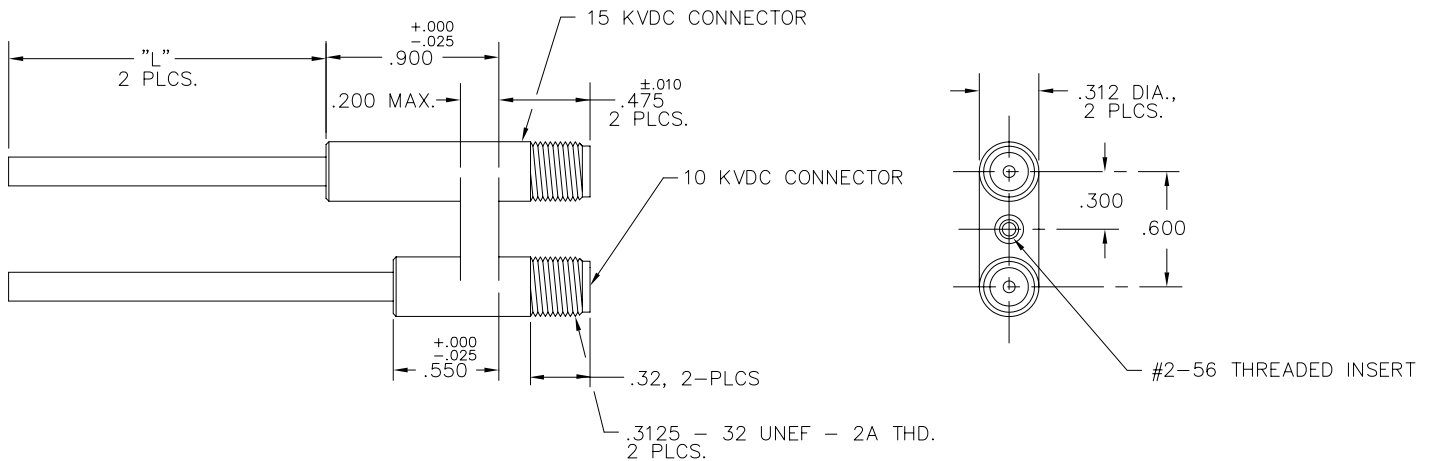 15 KVDC CONNECTOR
+.000
-.025
.900
"L"
2 PLCS.
.200 MAX.
±.010
.475
2 PLCS.
.312 DIA.,
2 PLCS.
10 KVDC CONNECTOR
.300
.600
+.000
-.025
.550
.32, 2-PLCS
#2-56 THREADED INSERT
.3125 - 32 UNEF - 2A THD.
2 PLCS.